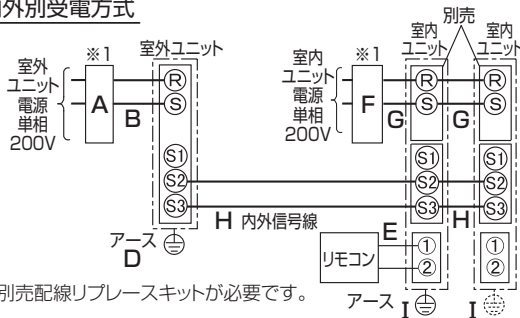 内外別受電方式
室外
ユニット
電源
単相
200V
※1
A
B
室外ユニット
R
S
S1
S2
S3
アース
D
H 内外信号線
室内
ユニット
電源
単相
200V
※1
F
G
別売
室内
ユニット
R
S
S1
S2
S3
①
②
G
H
室内
ユニット
R
S
S1
S2
S3
①
②
E
リモコン
アース I
I
別売配線リプレースキットが必要です。